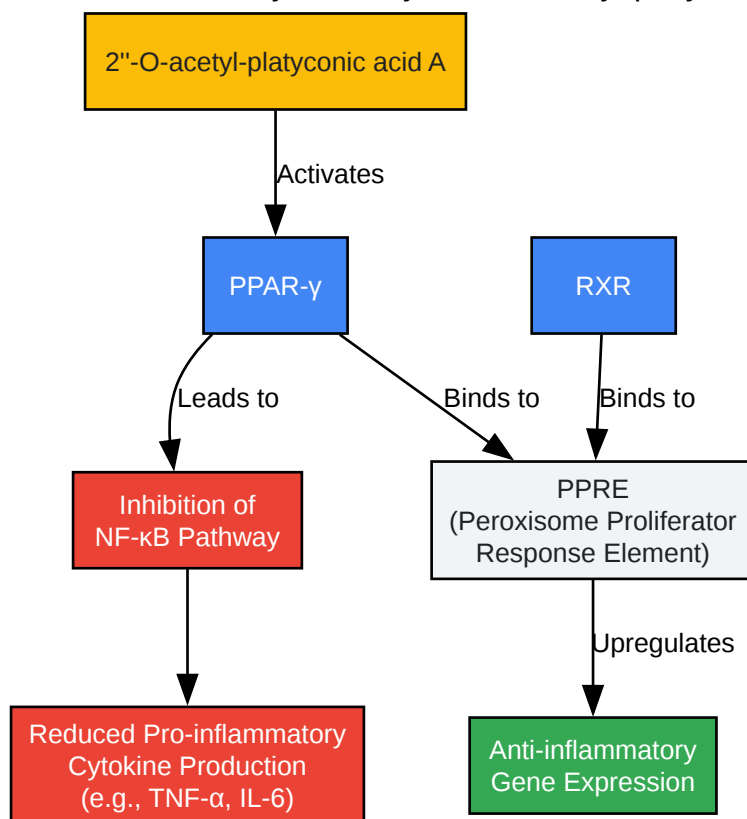 2''-O-acetyl-platyconic acid A
Activates
PPAR-γ
RXR
Leads to
Binds to
Binds to
Inhibition of
NF-κB Pathway
PPRE
(Peroxisome Proliferator
Response Element)
Upregulates
Reduced Pro-inflammatory
Cytokine Production
(e.g., TNF-α, IL-6)
Anti-inflammatory
Gene Expression